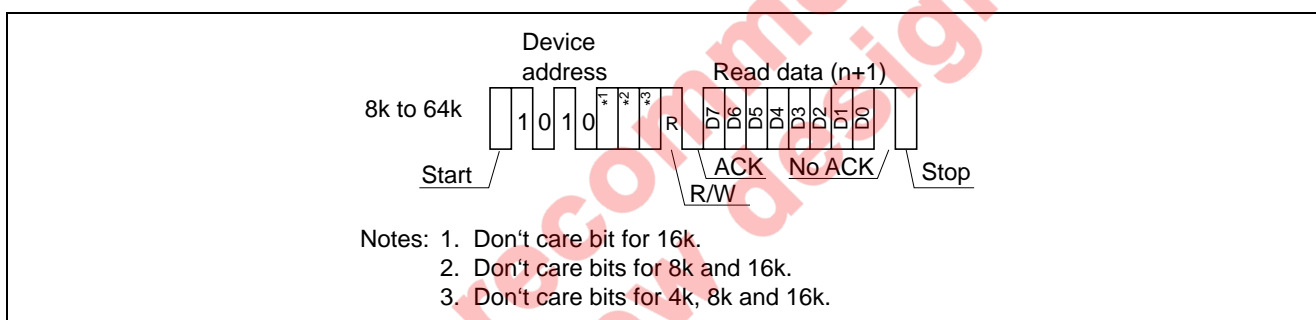 recomme
w desig
Device
address
Read data (n+1)
8k to 64k
1 0 1 0 *1 *2 *3 R D7 D6 D5 D4 D3 D2 D1 D0
Start
ACK
No ACK
Stop
R/W
Notes: 1. Don't care bit for 16k.
2. Don't care bits for 8k and 16k.
3. Don't care bits for 4k, 8k and 16k.